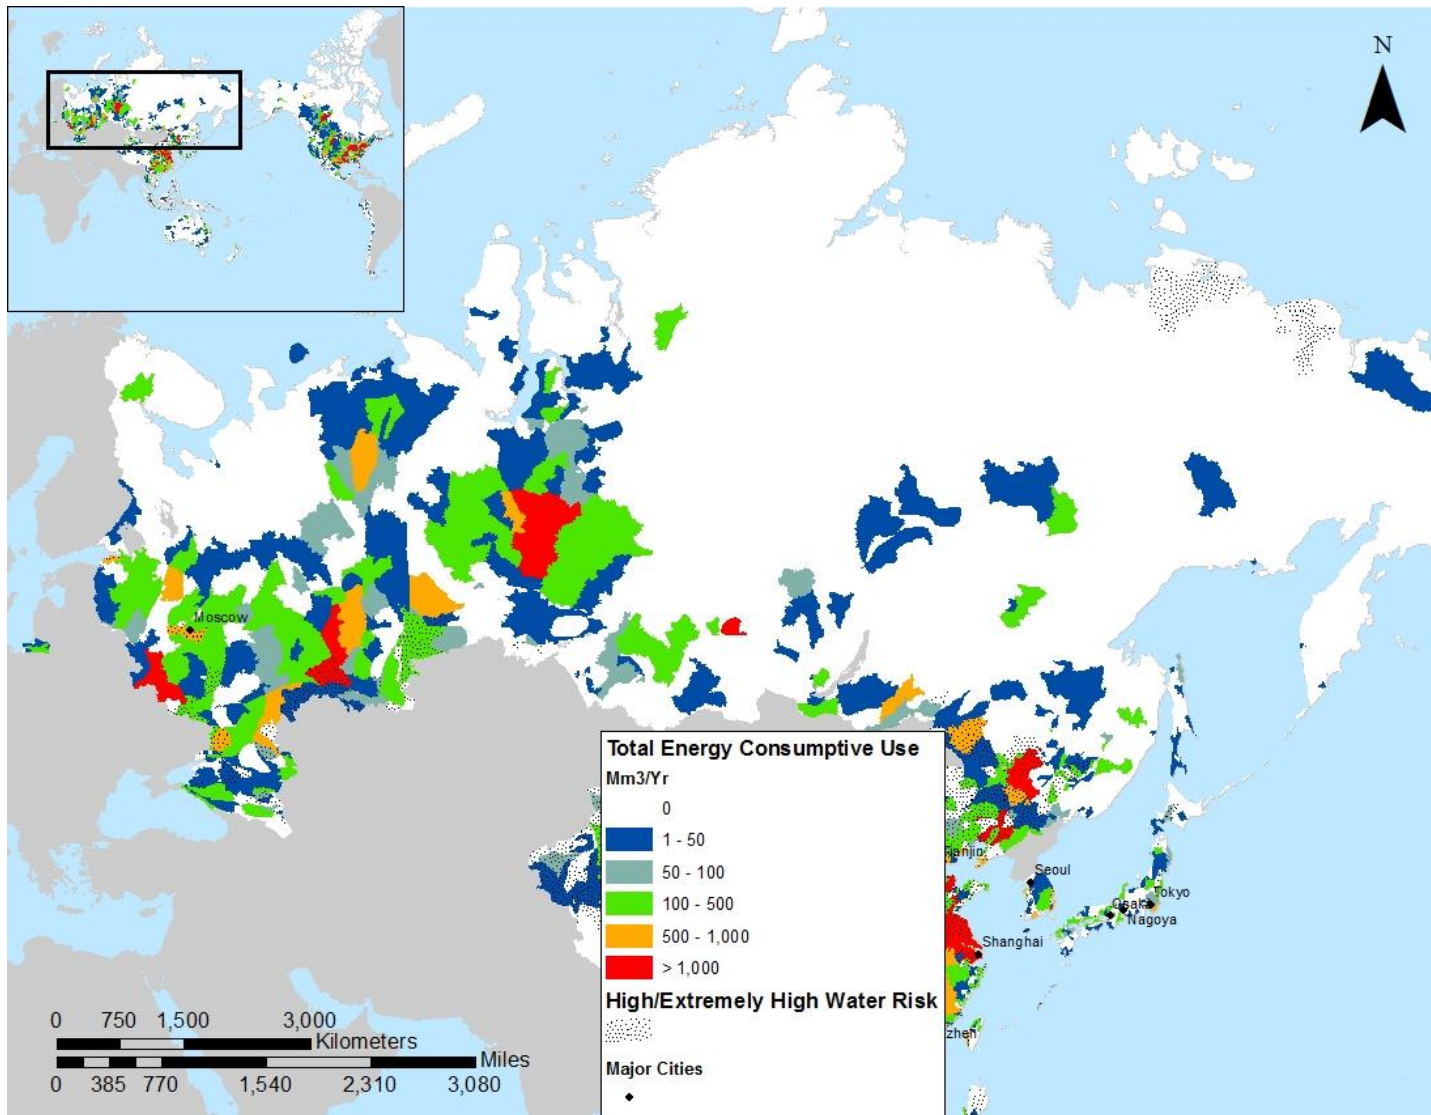 N
Moscow
Total Energy Consumptive Use
Mm3/Yr
0
1 - 50
50 - 100
100 - 500
500 - 1,000
> 1,000
High/Extremely High Water Risk
Major Cities
Tianjin
Seoul
Tokyo
Osaka
Nagoya
Shanghai
zhen
0 750 1,500 3,000
Kilometers
Miles
0 385 770 1,540 2,310 3,080